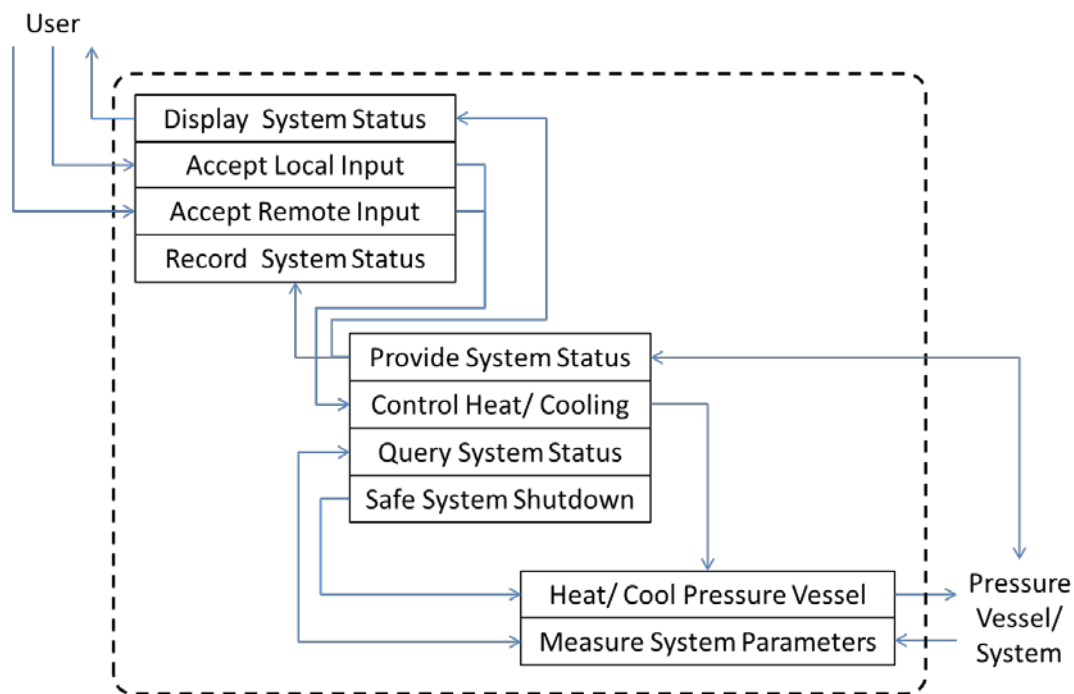 User
Display System Status
Accept Local Input
Accept Remote Input
Record System Status
Provide System Status
Control Heat/ Cooling
Query System Status
Safe System Shutdown
Heat/ Cool Pressure Vessel
Measure System Parameters
Pressure
Vessel/
System